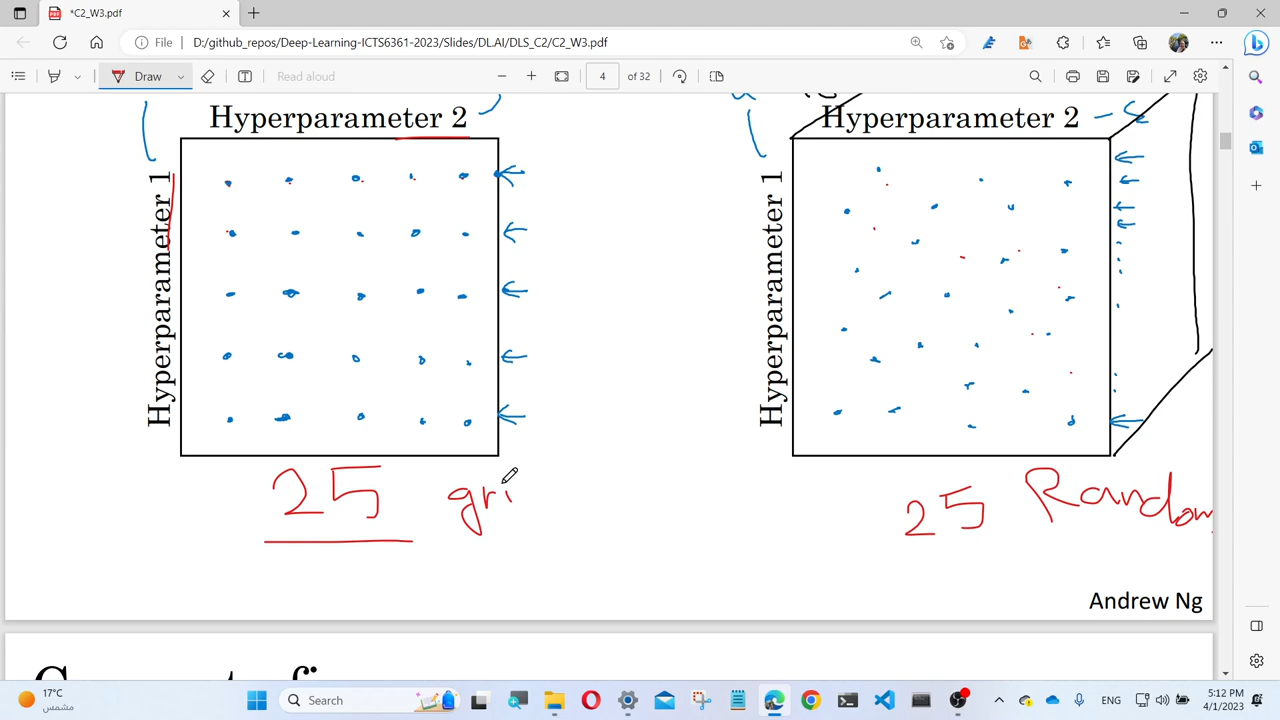 *C2_W3.pdf
File
D:/github_repos/Deep-Learning-ICTS6361-2023/Slides/DL.AI/DLS_C2/C2_W3.pdf
Draw
Read aloud
4
of 32
Hyperparameter 2
Hyperparameter 1
25
gri
Hyperparameter 2
Hyperparameter 1
25
Random
Andrew Ng
17°C
مشمس
Search
ENG
5:12 PM
4/1/2023